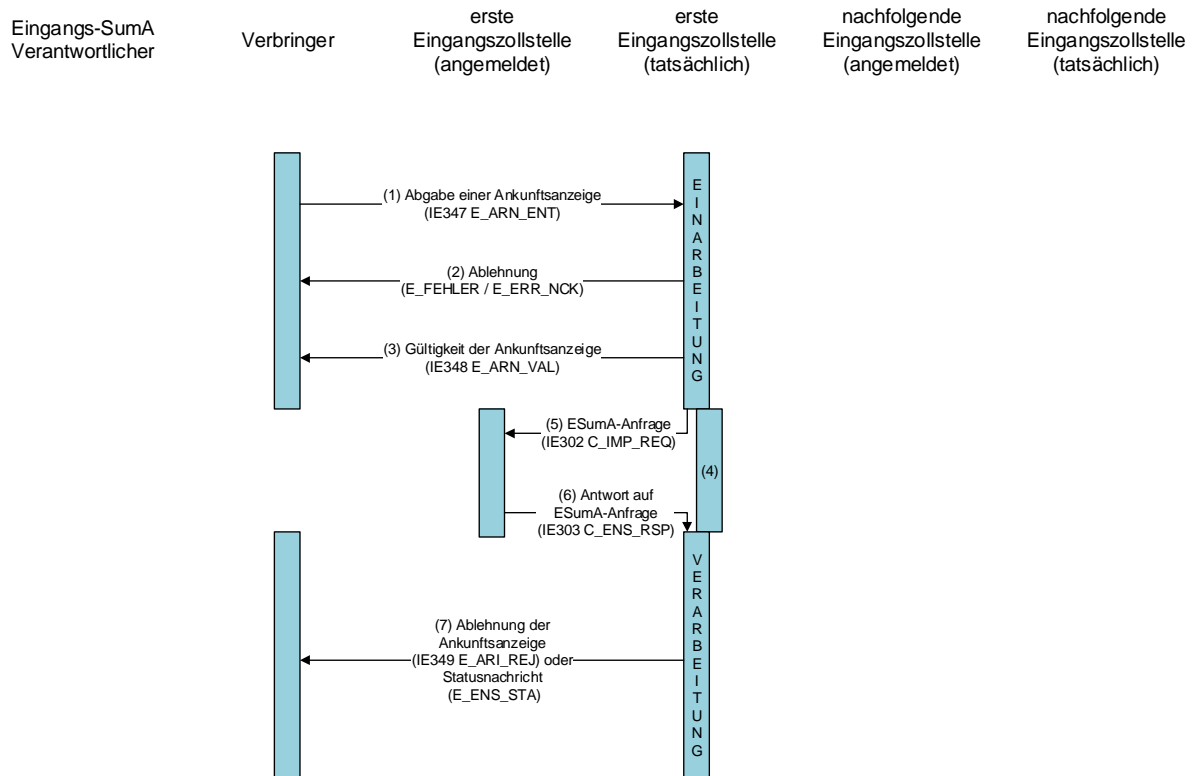 Eingangs-SumA
Verantwortlicher
Verbringer
erste
Eingangszollstelle
(angemeldet)
erste
Eingangszollstelle
(tatsächlich)
nachfolgende
Eingangszollstelle
(angemeldet)
nachfolgende
Eingangszollstelle
(tatsächlich)
(1) Abgabe einer Ankunftsanzeige
(IE347 E_ARN_ENT)
(2) Ablehnung
(E_FEHLER / E_ERR_NCK)
(3) Gültigkeit der Ankunftsanzeige
(IE348 E_ARN_VAL)
EINARBEITUNG
(5) ESumA-Anfrage
(IE302 C_IMP_REQ)
(4)
(6) Antwort auf
ESumA-Anfrage
(IE303 C_ENS_RSP)
(7) Ablehnung der
Ankunftsanzeige
(IE349 E_ARI_REJ) oder
Statusnachricht
(E_ENS_STA)
VERARBEITUNG